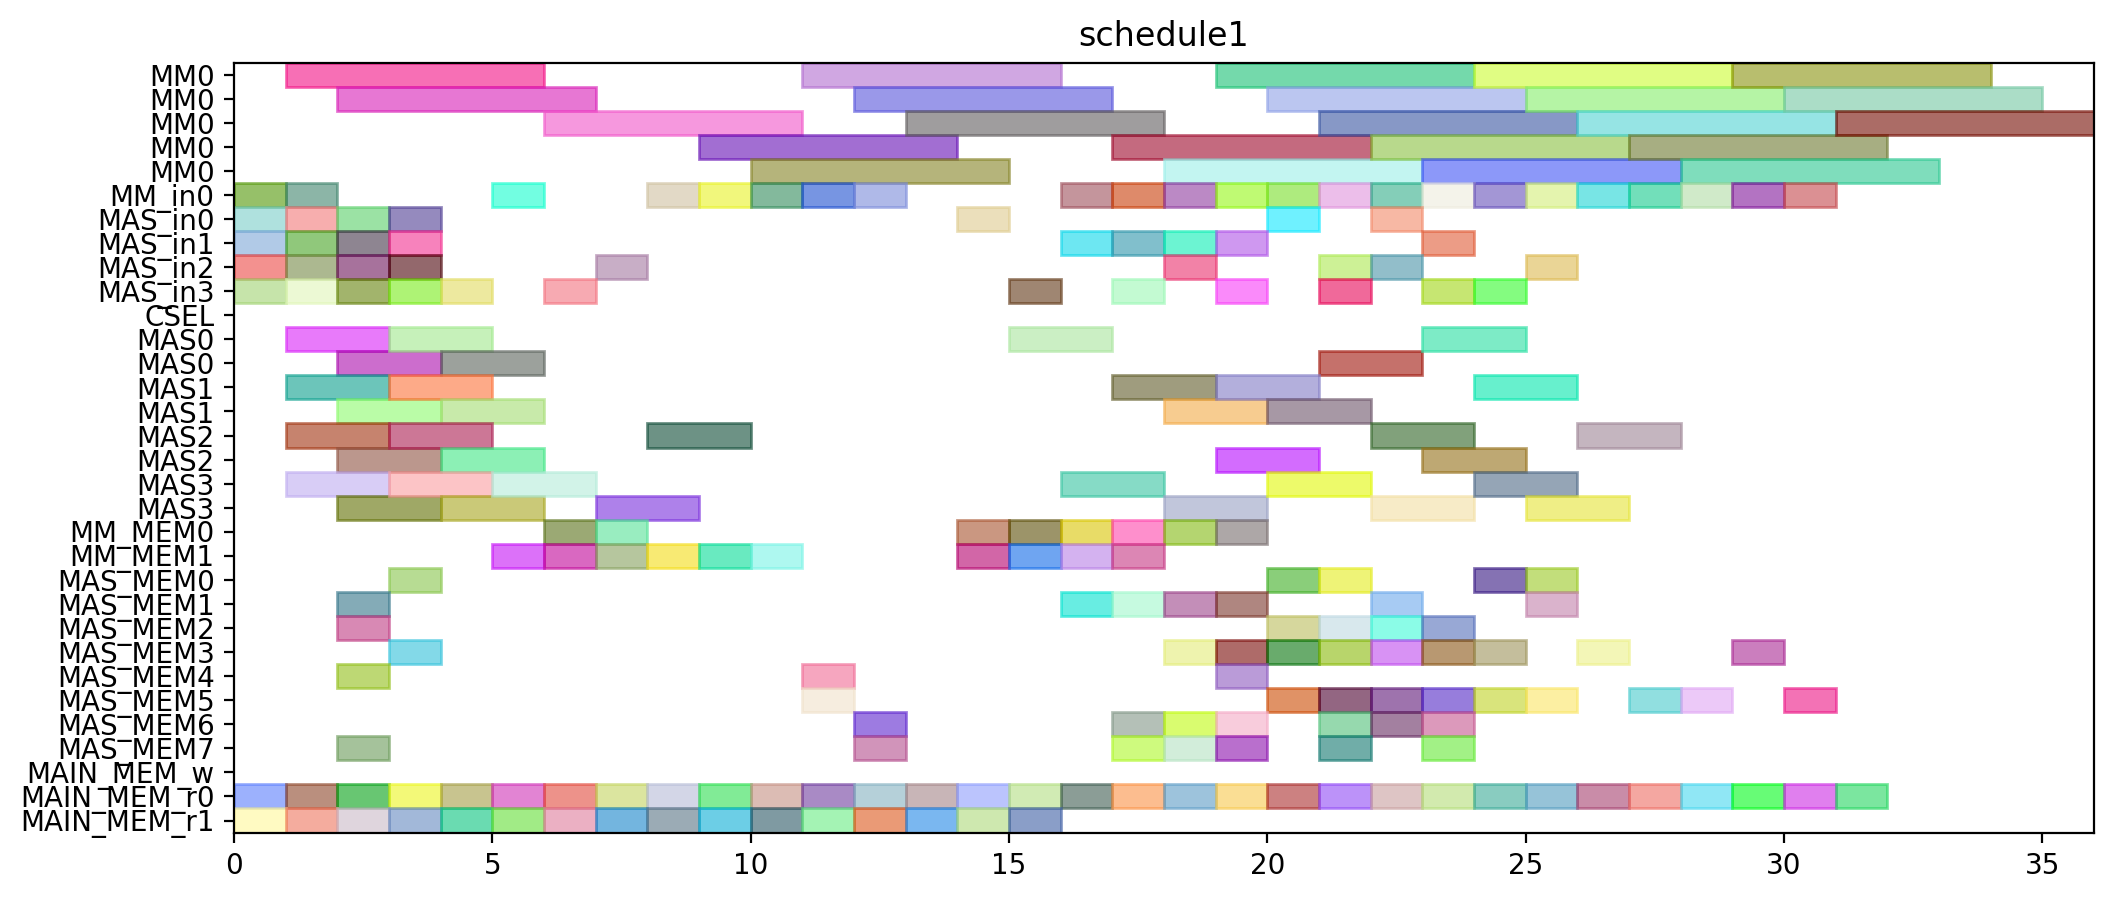 schedule1
MM0
MM0
MM0
MM0
MM0
MM_in0
MAS_in0
MAS_in1
MAS_in2
MAS_in3
CSEL
MAS0
MAS0
MAS1
MAS1
MAS2
MAS2
MAS3
MAS3
MM_MEM0
MM_MEM1
MAS_MEM0
MAS_MEM1
MAS_MEM2
MAS_MEM3
MAS_MEM4
MAS_MEM5
MAS_MEM6
MAS_MEM7
MAIN_MEM_w
MAIN_MEM_r0
MAIN_MEM_r1
0 5 10 15 20 25 30 35